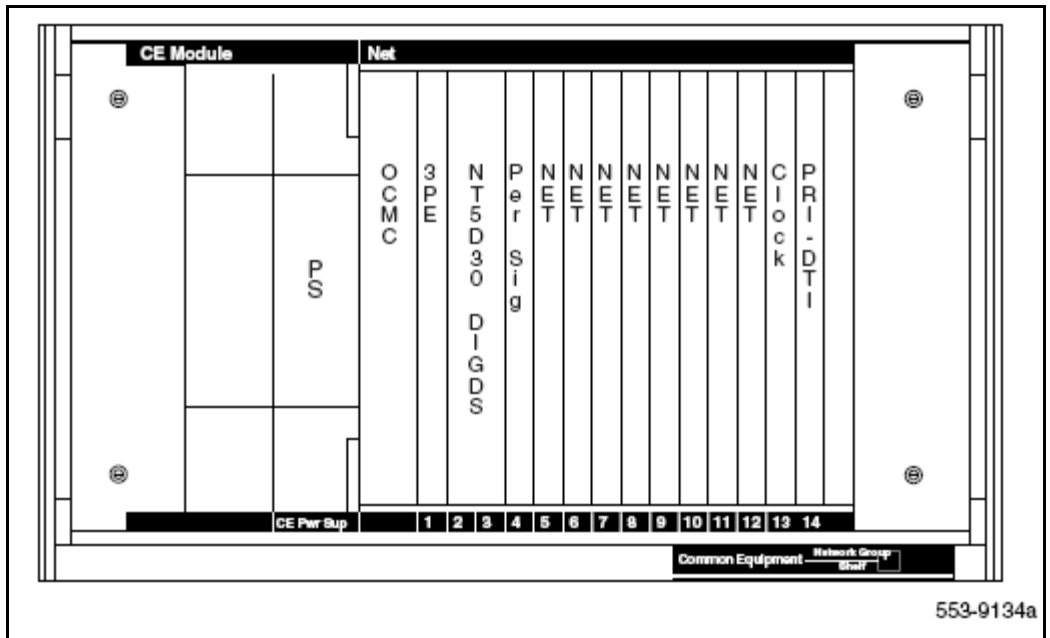 CE Module
Net
PS
OCMC
3PE
NT5D30 DIGDS
Per Sig
NET
NET
NET
NET
NET
NET
NET
NET
Clock
PRI-DTI
CE Pwr Sup
1 2 3 4 5 6 7 8 9 10 11 12 13 14
Common Equipment
Network Group
Shelf
553-9134a